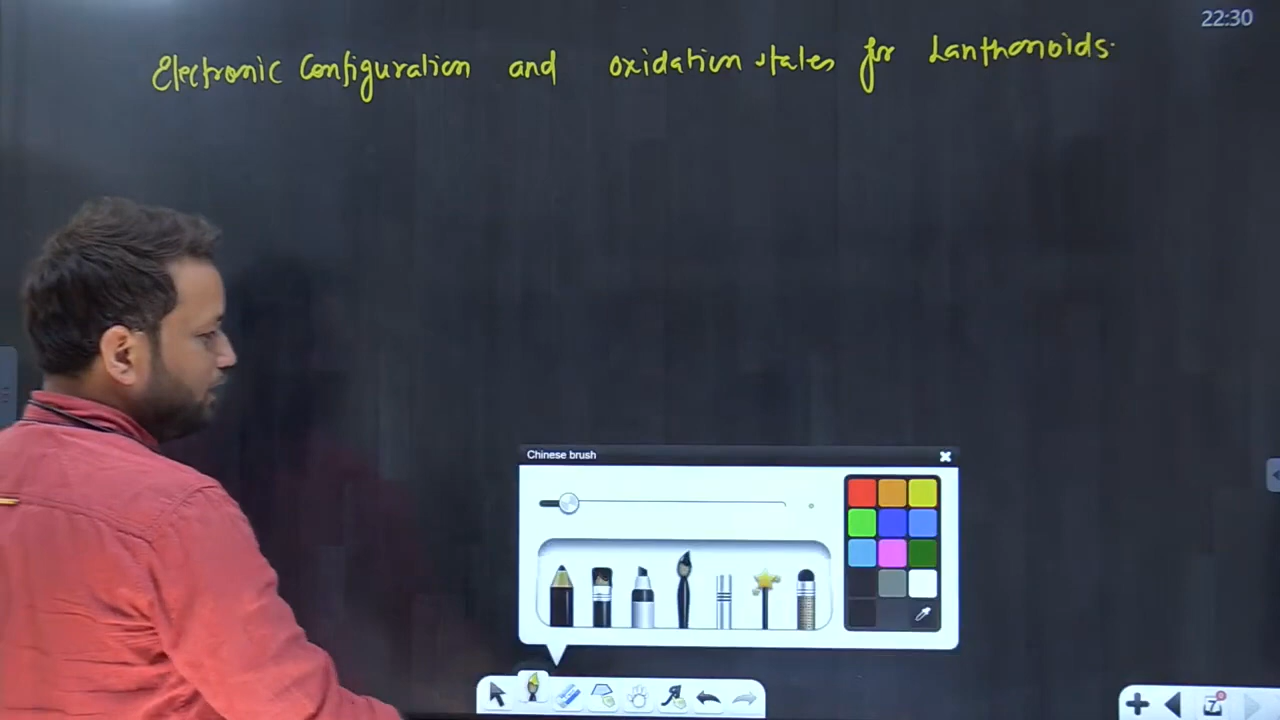 22:30
Electronic Configuration and oxidation states for Lanthanoids.
Chinese brush